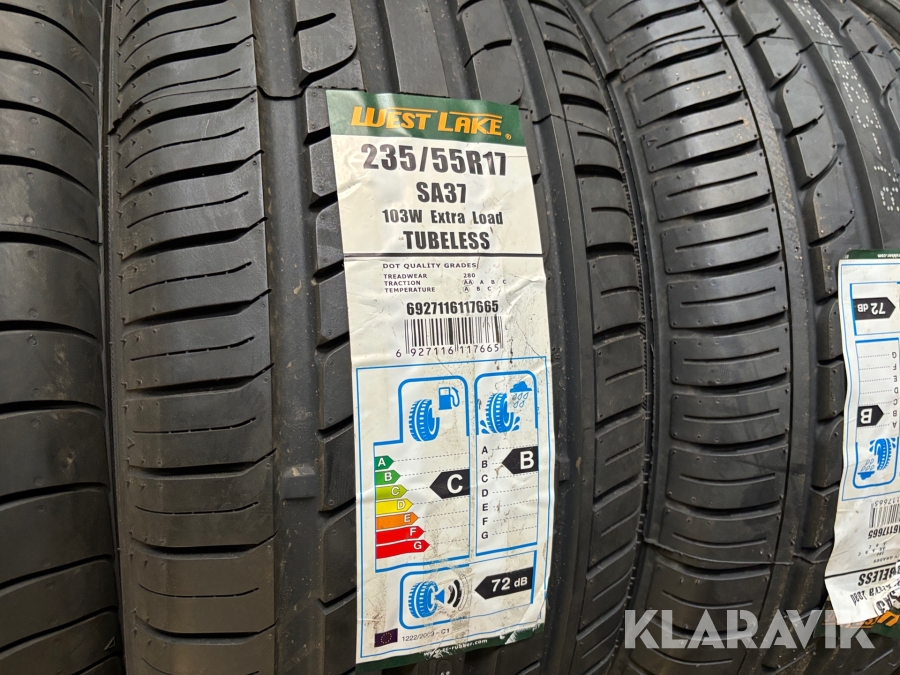 WEST LAKE®
235/55R17
SA37
103W Extra Load
TUBELESS
DOT QUALITY GRADES
TREADWEAR 280
TRACTION AA A B C
TEMPERATURE A B C
6927116117665
6 927116 117665
A
B
C
D
E
F
G
C
A
B
C
D
E
F
G
B
72 dB
1222/2009 - C1
72 dB
G
F
E
D
C
B
A
B
KLARAVIK